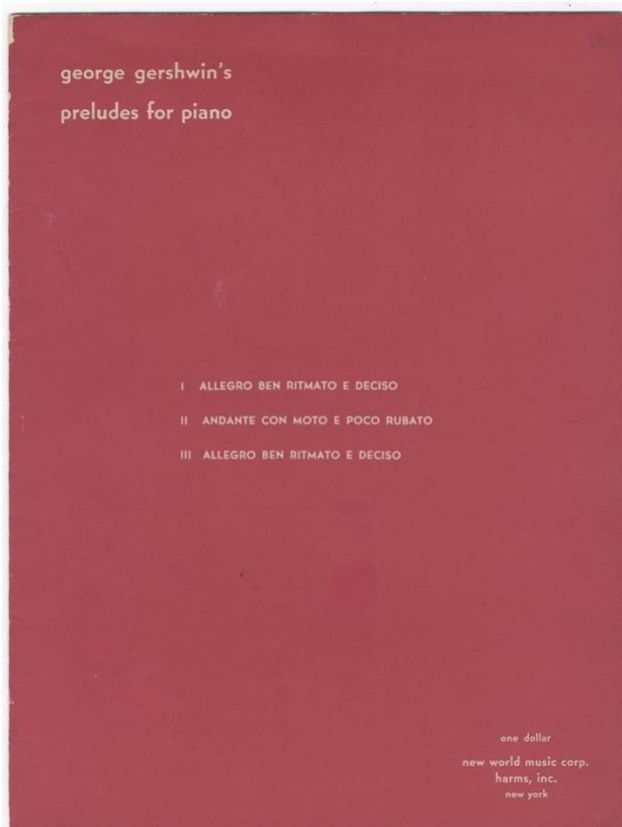 george gershwin's
preludes for piano
I ALLEGRO BEN RITMATO E DECISO
II ANDANTE CON MOTO E POCO RUBATO
III ALLEGRO BEN RITMATO E DECISO
one dollar
new world music corp.
harms, inc.
new york